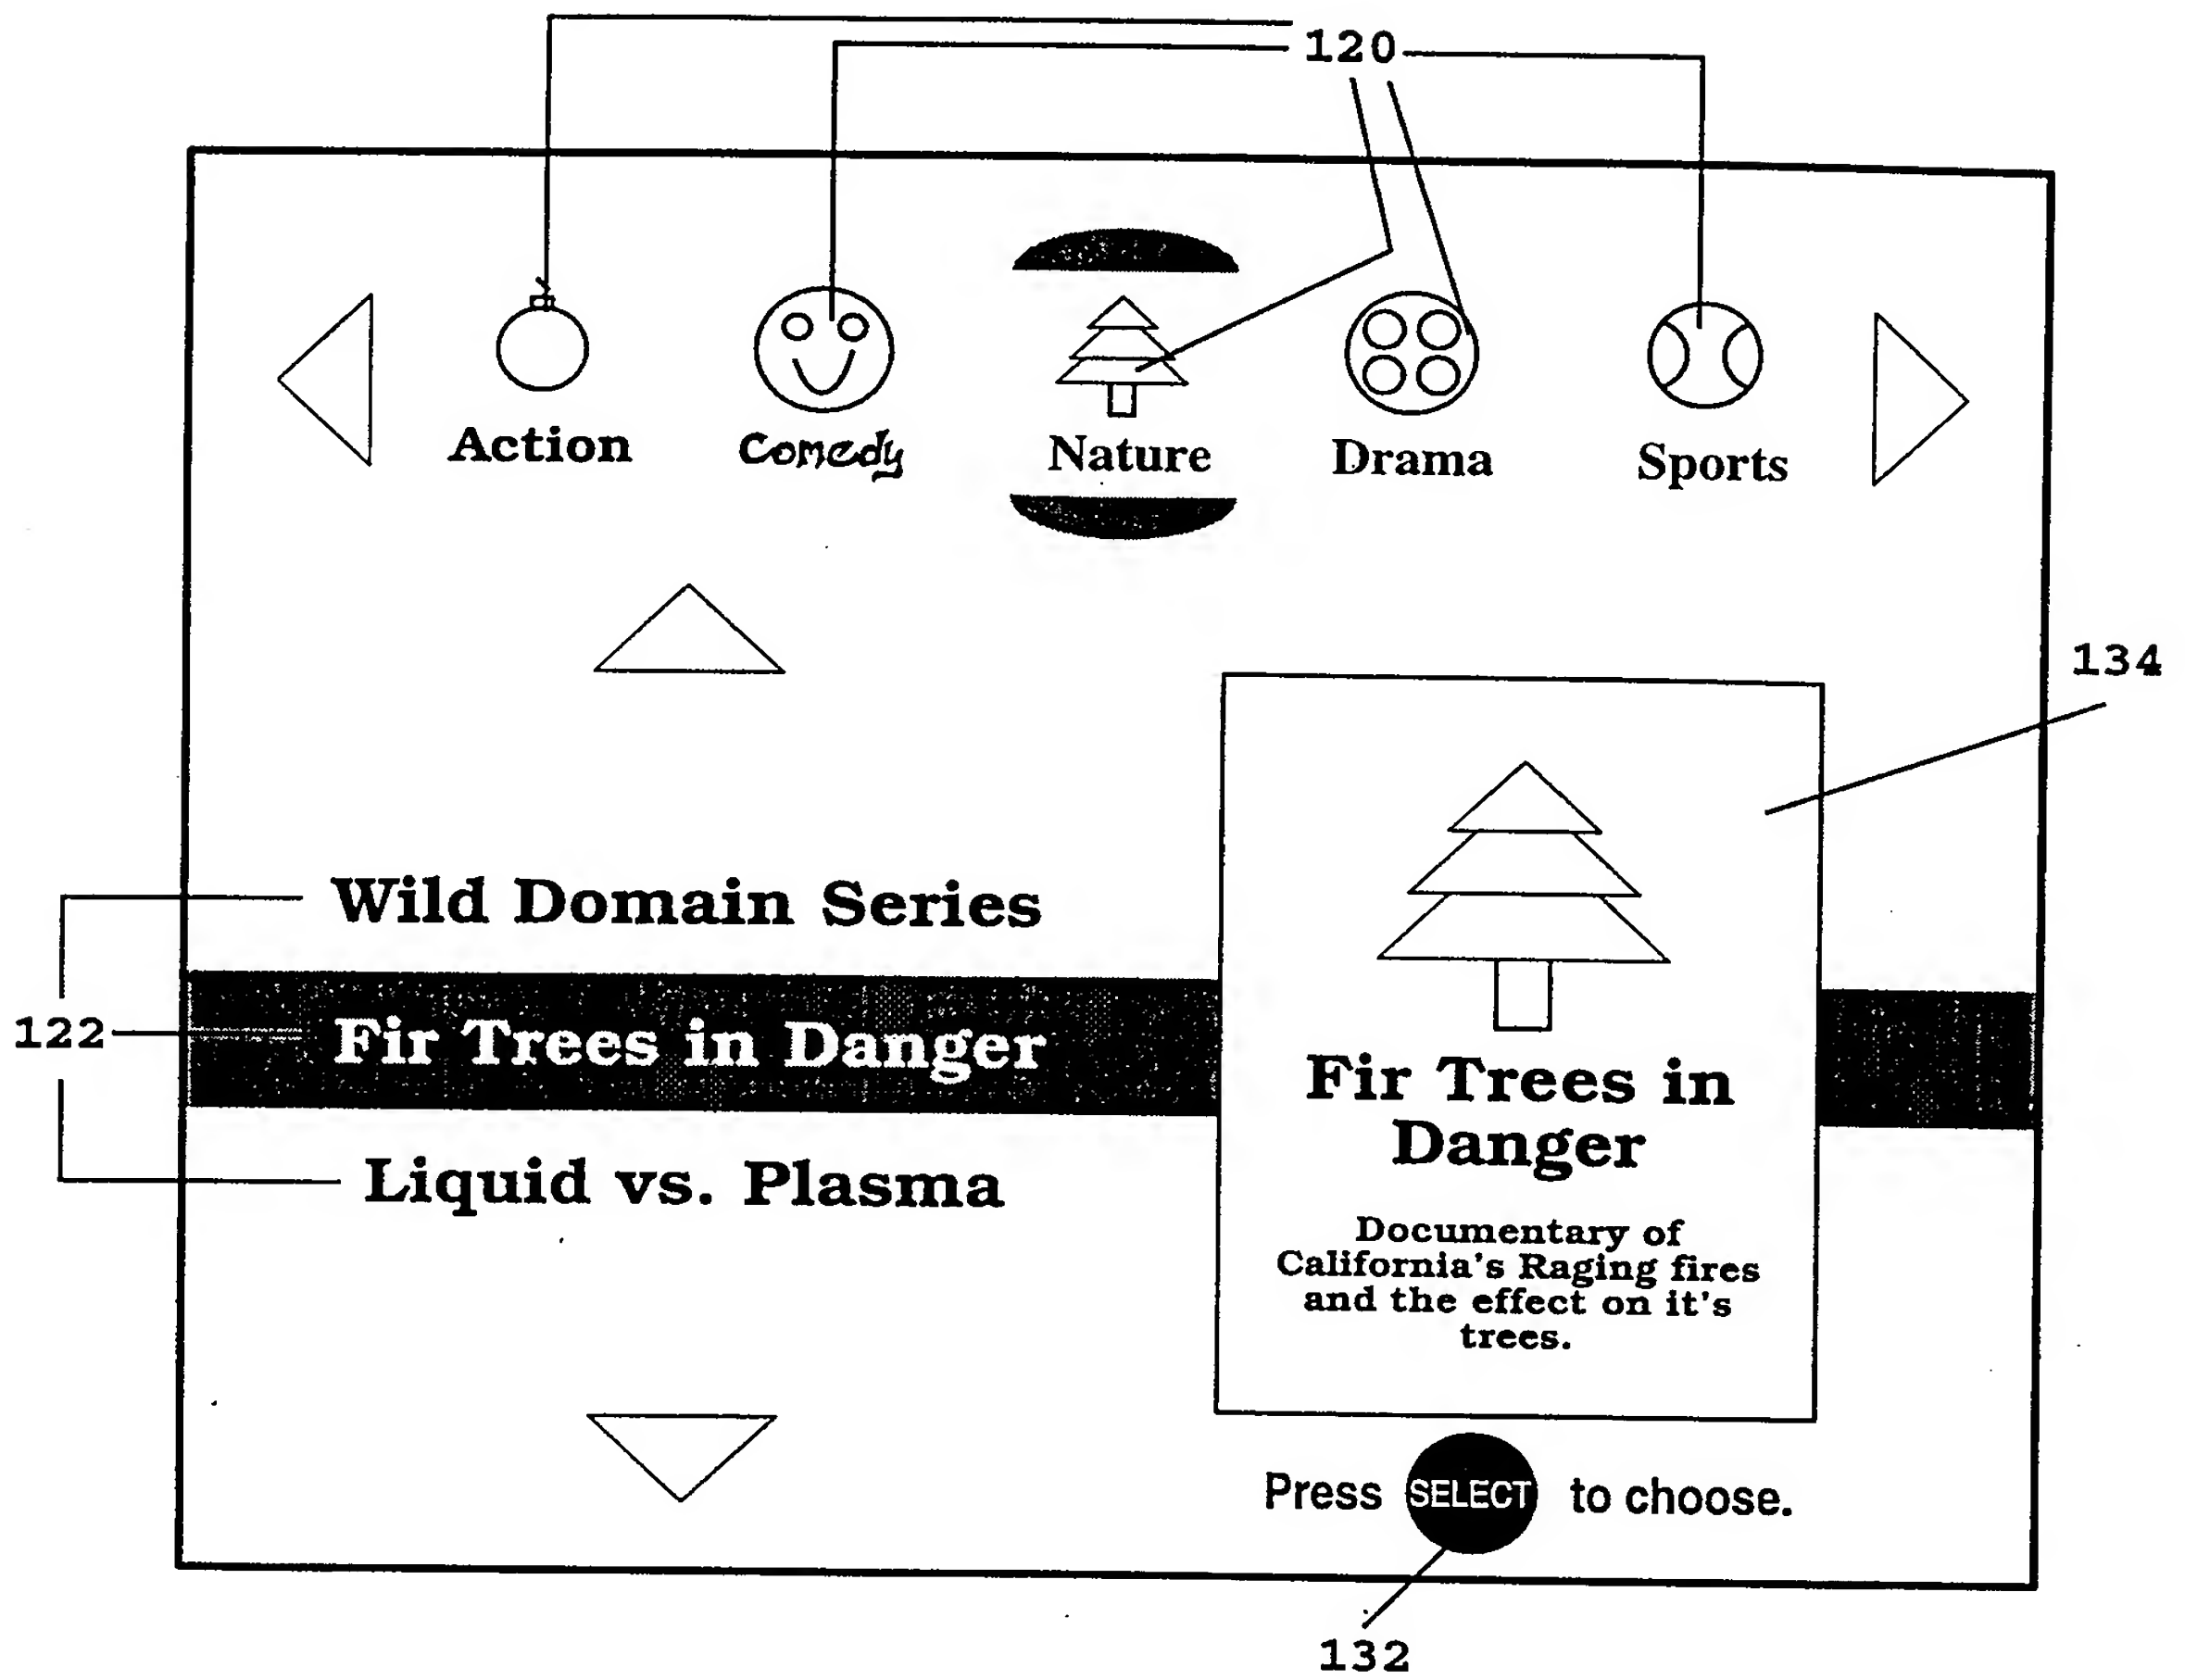 120
Action
Comedy
Nature
Drama
Sports
134
Wild Domain Series
122
Fir Trees in Danger
Liquid vs. Plasma
Fir Trees in
Danger
Documentary of
California's Raging fires
and the effect on it's
trees.
Press SELECT to choose.
132